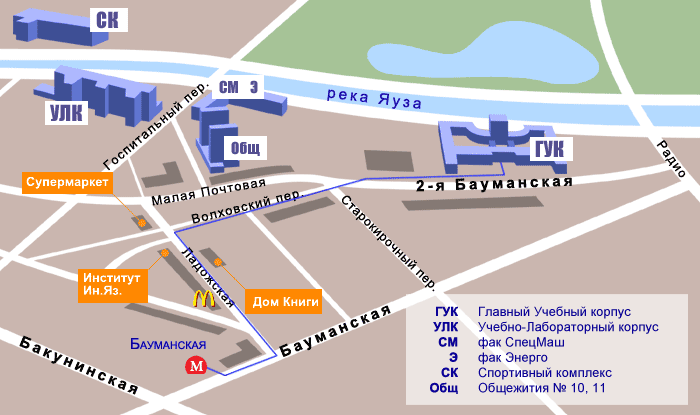 СК
УЛК
СМ Э
Общ
река Яуза
ГУК
Госпитальный пер.
Радио
Супермаркет
Малая Почтовая
2-я Бауманская
Волховский пер.
Старокирочный пер.
Институт
Ин.Яз.
Ладожская
Дом Книги
Бауманская
Бауманская
М
Бакунинская
ГУК Главный Учебный корпус
УЛК Учебно-Лабораторный корпус
СМ фак СпецМаш
Э фак Энерго
СК Спортивный комплекс
Общ Общежития № 10, 11